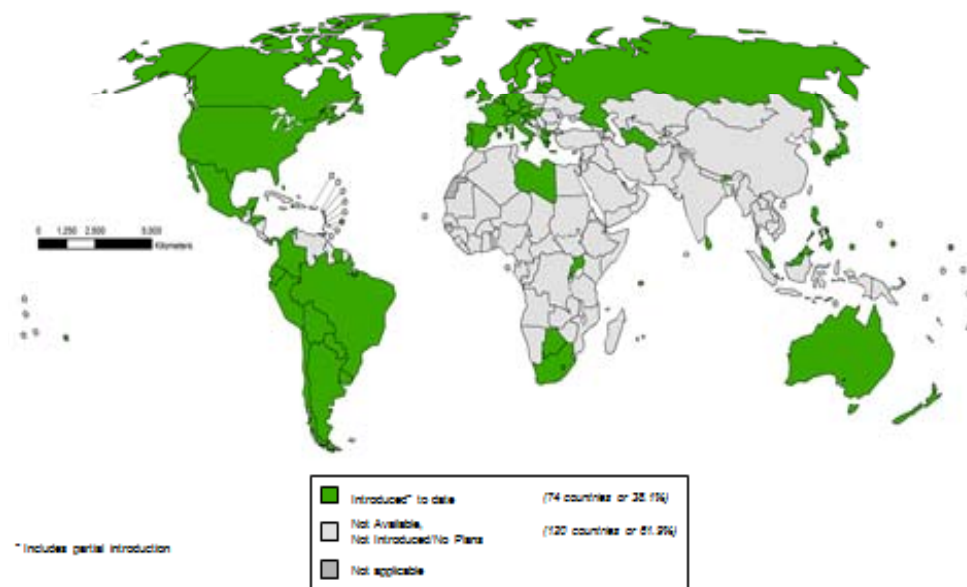 0 1,250 2,500 5,000
Kilometers
Introduced* to date (74 countries or 38.1%)
Not Available,
Not Introduced/No Plans (120 countries or 61.9%)
Not applicable
* Includes partial introduction